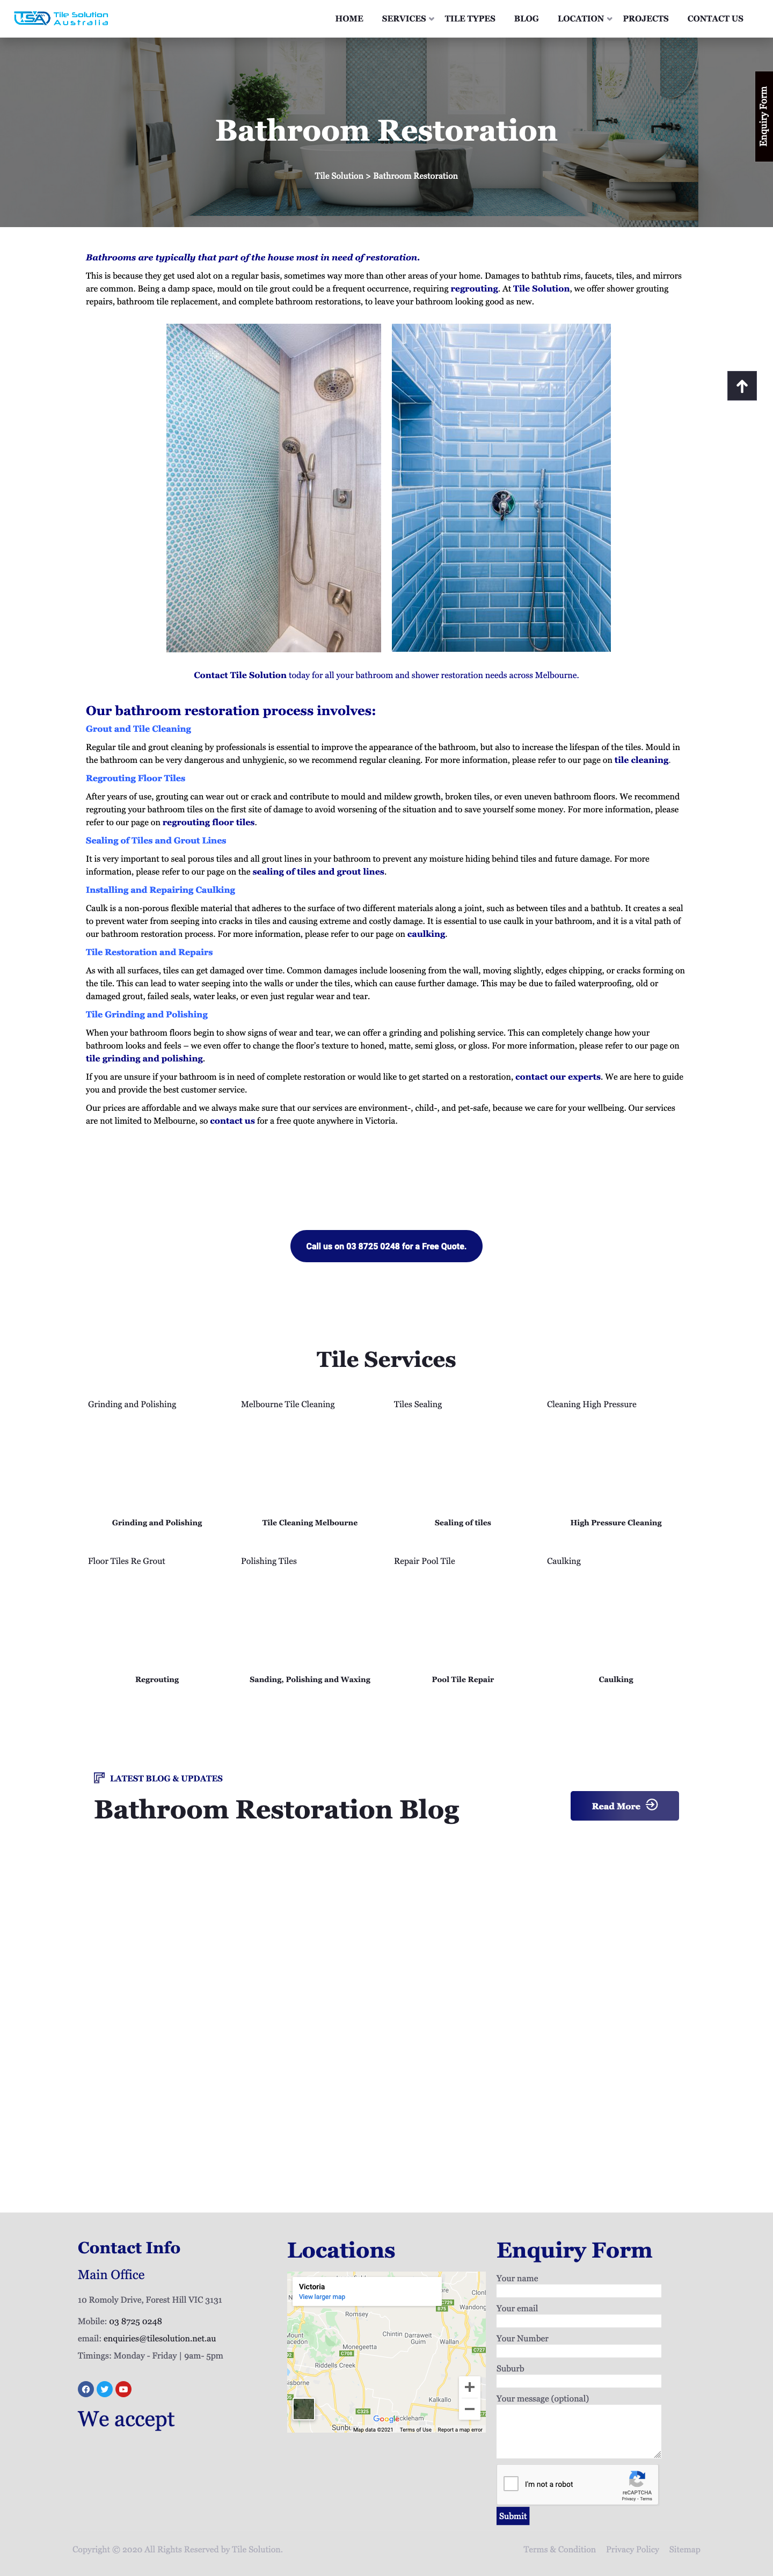 TSA Tile Solution
Australia
HOME SERVICES TILE TYPES BLOG LOCATION PROJECTS CONTACT US
Enquiry Form
Bathroom Restoration
Tile Solution > Bathroom Restoration
Bathrooms are typically that part of the house most in need of restoration.
This is because they get used alot on a regular basis, sometimes way more than other areas of your home. Damages to bathtub rims, faucets, tiles, and mirrors
are common. Being a damp space, mould on tile grout could be a frequent occurrence, requiring regrouting. At Tile Solution, we offer shower grouting
repairs, bathroom tile replacement, and complete bathroom restorations, to leave your bathroom looking good as new.
Contact Tile Solution today for all your bathroom and shower restoration needs across Melbourne.
Our bathroom restoration process involves:
Grout and Tile Cleaning
Regular tile and grout cleaning by professionals is essential to improve the appearance of the bathroom, but also to increase the lifespan of the tiles. Mould in
the bathroom can be very dangerous and unhygienic, so we recommend regular cleaning. For more information, please refer to our page on tile cleaning.
Regrouting Floor Tiles
After years of use, grouting can wear out or crack and contribute to mould and mildew growth, broken tiles, or even uneven bathroom floors. We recommend
regrouting your bathroom tiles on the first site of damage to avoid worsening of the situation and to save yourself some money. For more information, please
refer to our page on regrouting floor tiles.
Sealing of Tiles and Grout Lines
It is very important to seal porous tiles and all grout lines in your bathroom to prevent any moisture hiding behind tiles and future damage. For more
information, please refer to our page on the sealing of tiles and grout lines.
Installing and Repairing Caulking
Caulk is a non-porous flexible material that adheres to the surface of two different materials along a joint, such as between tiles and a bathtub. It creates a seal
to prevent water from seeping into cracks in tiles and causing extreme and costly damage. It is essential to use caulk in your bathroom, and it is a vital path of
our bathroom restoration process. For more information, please refer to our page on caulking.
Tile Restoration and Repairs
As with all surfaces, tiles can get damaged over time. Common damages include loosening from the wall, moving slightly, edges chipping, or cracks forming on
the tile. This can lead to water seeping into the walls or under the tiles, which can cause further damage. This may be due to failed waterproofing, old or
damaged grout, failed seals, water leaks, or even just regular wear and tear.
Tile Grinding and Polishing
When your bathroom floors begin to show signs of wear and tear, we can offer a grinding and polishing service. This can completely change how your
bathroom looks and feels – we even offer to change the floor's texture to honed, matte, semi gloss, or gloss. For more information, please refer to our page on
tile grinding and polishing.
If you are unsure if your bathroom is in need of complete restoration or would like to get started on a restoration, contact our experts. We are here to guide
you and provide the best customer service.
Our prices are affordable and we always make sure that our services are environment-, child-, and pet-safe, because we care for your wellbeing. Our services
are not limited to Melbourne, so contact us for a free quote anywhere in Victoria.
Call us on 03 8725 0248 for a Free Quote.
Tile Services
Grinding and Polishing Melbourne Tile Cleaning Tiles Sealing Cleaning High Pressure
Grinding and Polishing Tile Cleaning Melbourne Sealing of tiles High Pressure Cleaning
Floor Tiles Re Grout Polishing Tiles Repair Pool Tile Caulking
Regrouting Sanding, Polishing and Waxing Pool Tile Repair Caulking
LATEST BLOG & UPDATES
Bathroom Restoration Blog
Read More
Contact Info
Main Office
10 Romoly Drive, Forest Hill VIC 3131
Mobile: 03 8725 0248
email: enquiries@tilesolution.net.au
Timings: Monday - Friday | 9am- 5pm
We accept
Locations
Victoria
View larger map
Romsey
Wandong
Chintin Darraweit
Guim
Wallan
Monegeetta
Riddells Creek
Kalkallo
Google
Map data ©2021 Terms of Use Report a map error
Enquiry Form
Your name
Your email
Your Number
Suburb
Your message (optional)
I'm not a robot
reCAPTCHA
Privacy - Terms
Submit
Copyright © 2020 All Rights Reserved by Tile Solution.
Terms & Condition Privacy Policy Sitemap